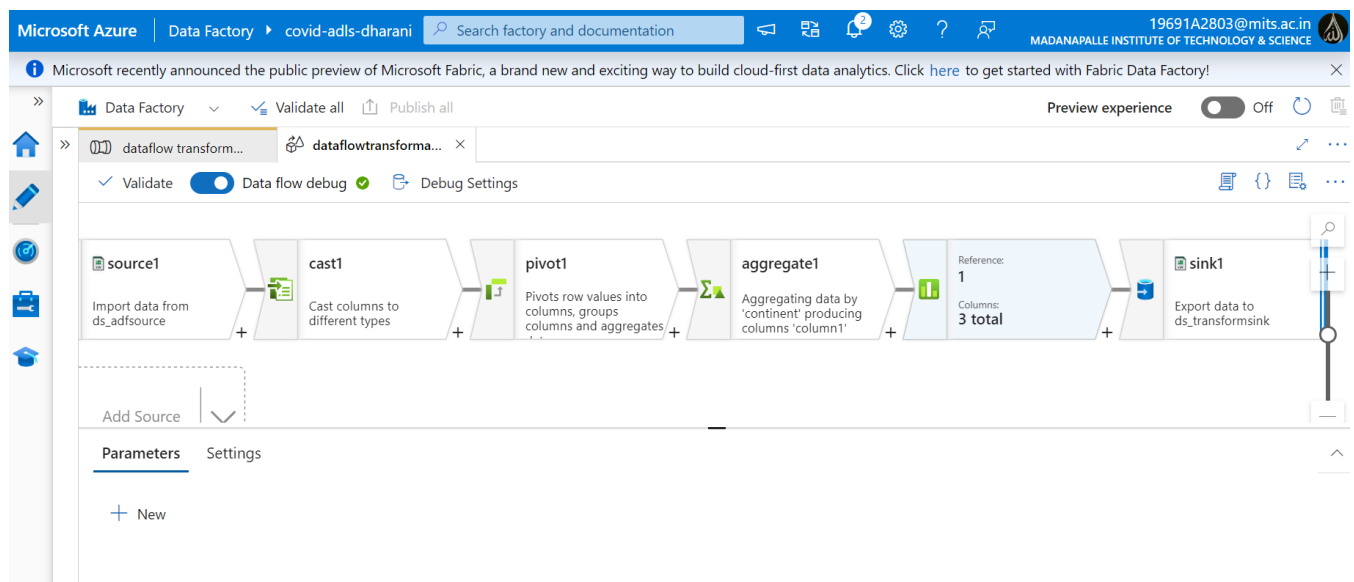 Microsoft Azure
Data Factory
covid-adls-dharani
Search factory and documentation
2
19691A2803@mits.ac.in
MADANAPALLE INSTITUTE OF TECHNOLOGY & SCIENCE
Microsoft recently announced the public preview of Microsoft Fabric, a brand new and exciting way to build cloud-first data analytics. Click here to get started with Fabric Data Factory!
Data Factory
Validate all
Publish all
Preview experience
Off
dataflow transform...
dataflowtransforma...
Validate
Data flow debug
Debug Settings
source1
Import data from
ds_adfsource
cast1
Cast columns to
different types
pivot1
Pivots row values into
columns, groups
columns and aggregates
aggregate1
Aggregating data by
'continent' producing
columns 'column1'
Reference:
1
Columns:
3 total
sink1
Export data to
ds_transformsink
Add Source
Parameters
Settings
New